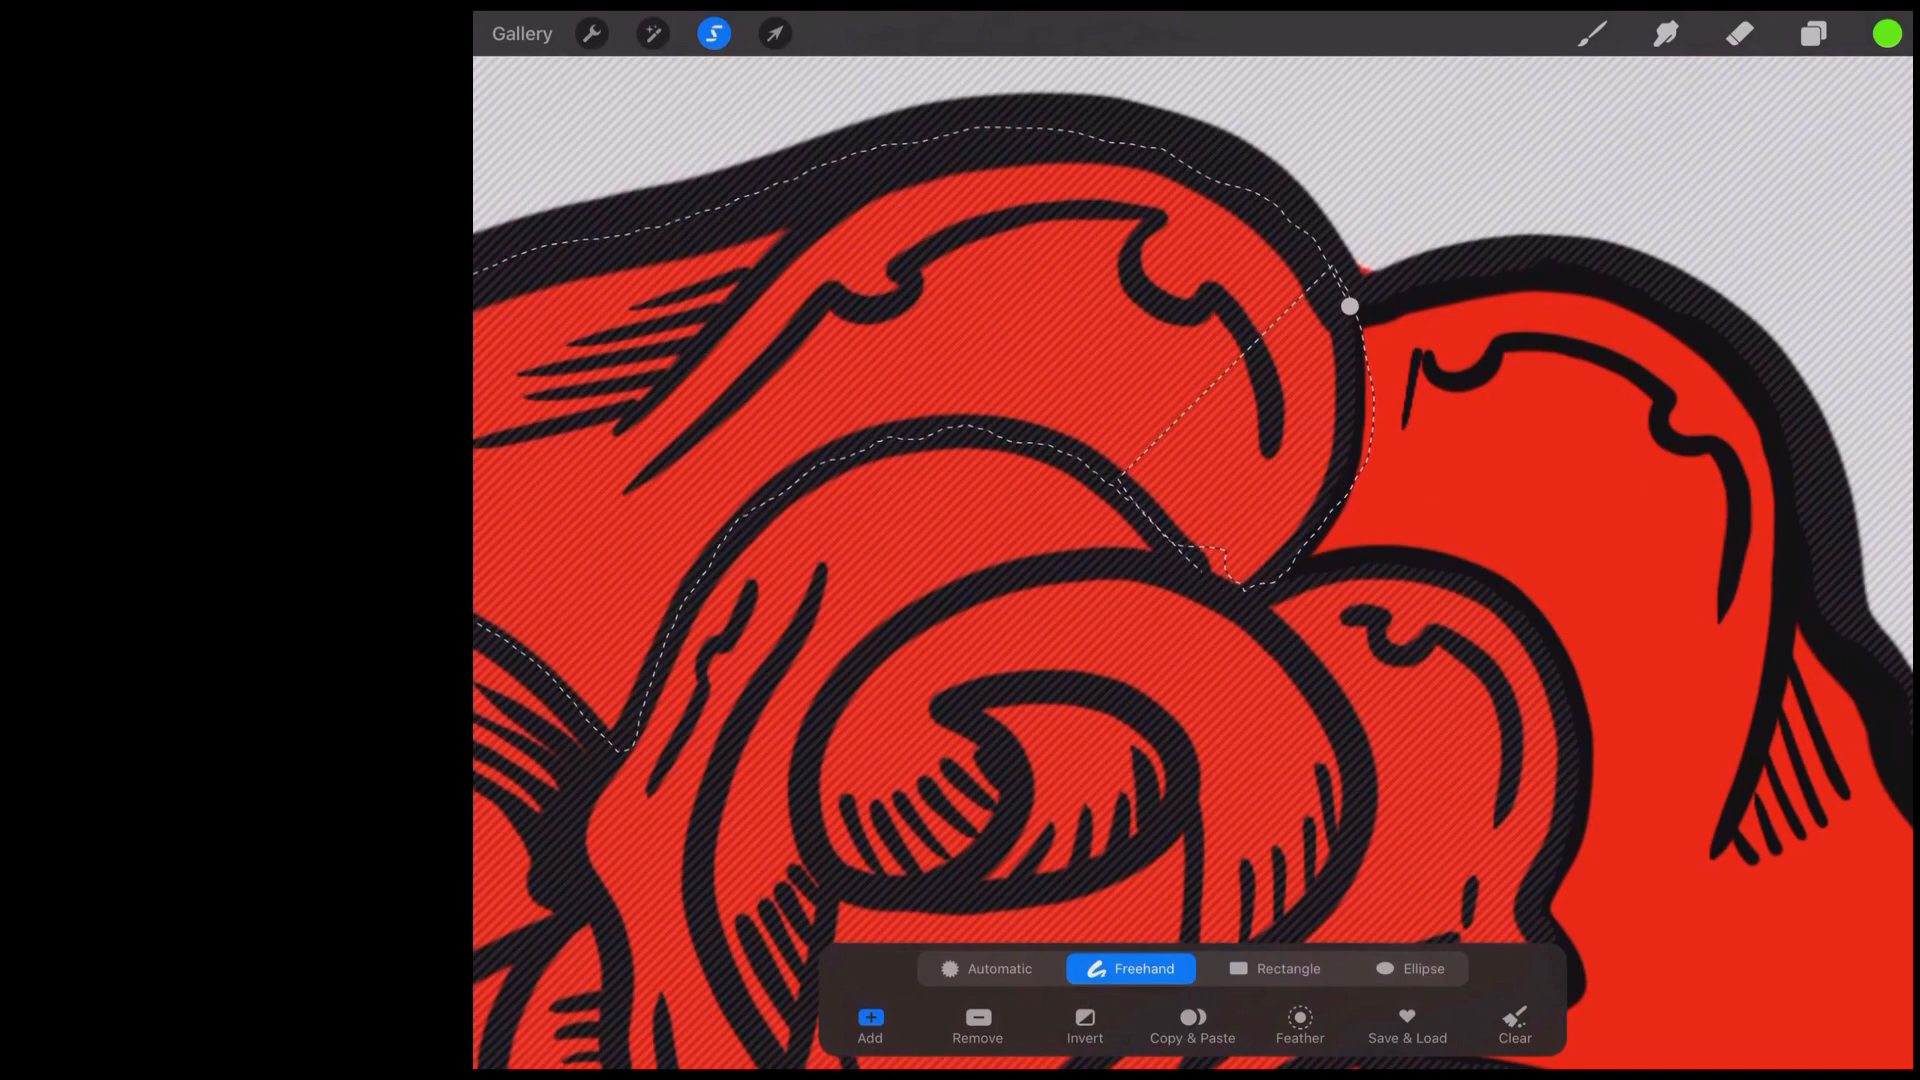 Gallery
Automatic
Freehand
Rectangle
Ellipse
Add
Remove
Invert
Copy & Paste
Feather
Save & Load
Clear